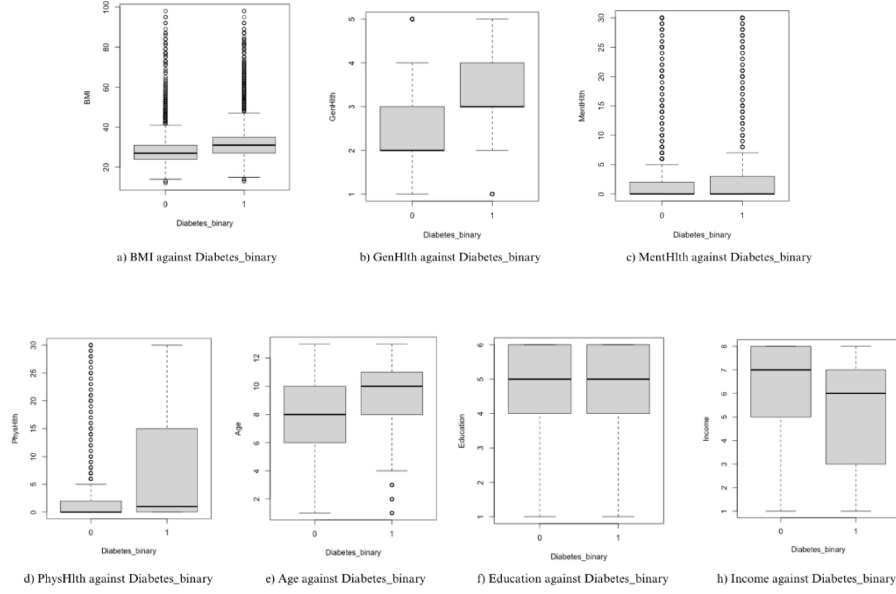 100
80
60
40
20
BMI
0
1
Diabetes_binary
a) BMI against Diabetes_binary
5
4
3
2
1
GenHlth
0
1
Diabetes_binary
b) GenHlth against Diabetes_binary
30
25
20
15
10
5
0
MentHlth
0
1
Diabetes_binary
c) MentHlth against Diabetes_binary
30
25
20
15
10
5
0
PhysHlth
0
1
Diabetes_binary
d) PhysHlth against Diabetes_binary
12
10
8
6
4
2
Age
0
1
Diabetes_binary
e) Age against Diabetes_binary
6
5
4
3
2
1
Education
0
1
Diabetes_binary
f) Education against Diabetes_binary
8
7
6
5
4
3
2
1
Income
0
1
Diabetes_binary
h) Income against Diabetes_binary